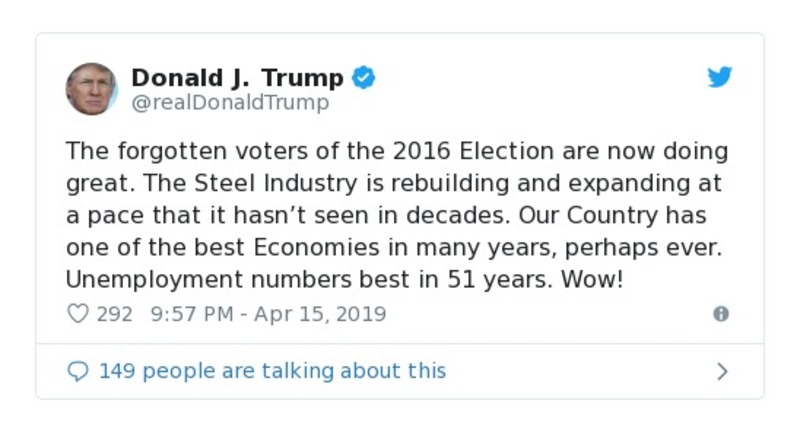 Donald J. Trump
@realDonaldTrump
The forgotten voters of the 2016 Election are now doing
great. The Steel Industry is rebuilding and expanding at
a pace that it hasn’t seen in decades. Our Country has
one of the best Economies in many years, perhaps ever.
Unemployment numbers best in 51 years. Wow!
292 9:57 PM - Apr 15, 2019
149 people are talking about this